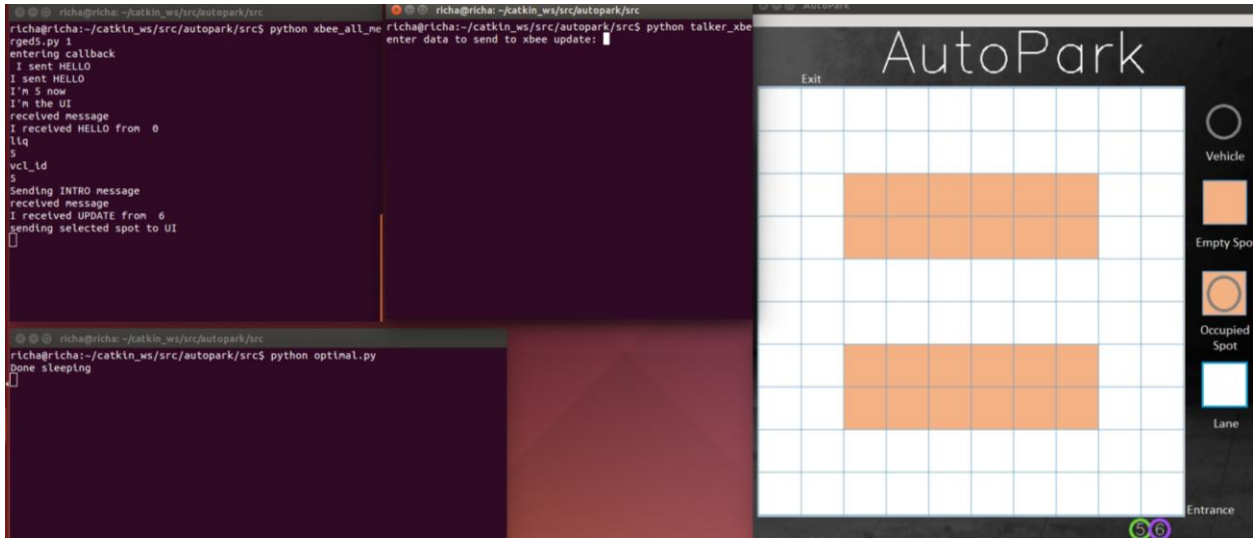 richa@richa: ~/catkin_ws/src/autopark/src
richa@richa:~/catkin_ws/src/autopark/src$ python xbee_all_me
rged5.py 1
entering callback
I sent HELLO
I sent HELLO
I'm 5 now
I'm the UI
received message
I received HELLO from 0
liq
5
vcl_id
5
Sending INTRO message
received message
I received UPDATE from 6
sending selected spot to UI
richa@richa: ~/catkin_ws/src/autopark/src
richa@richa:~/catkin_ws/src/autopark/src$ python talker_xbe
enter data to send to xbee update:
richa@richa: ~/catkin_ws/src/autopark/src
richa@richa:~/catkin_ws/src/autopark/src$ python optimal.py
Done sleeping
AutoPark
AutoPark
Exit
Vehicle
Empty Spo
Occupied
Spot
Lane
Entrance
5 6